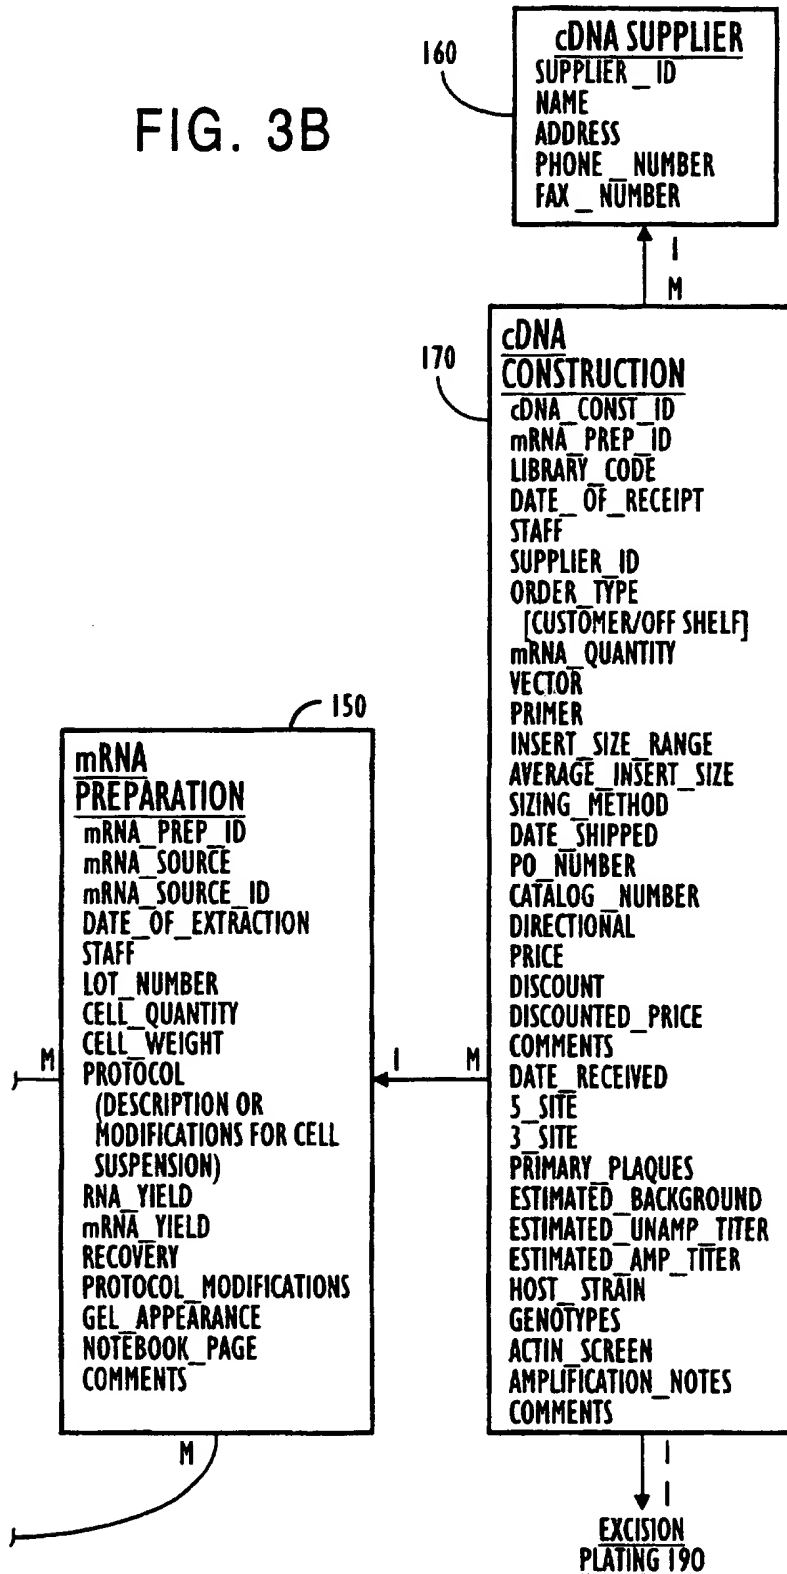 FIG. 3B
160
cDNA SUPPLIER
SUPPLIER_ID
NAME
ADDRESS
PHONE_NUMBER
FAX_NUMBER
1
M
170
cDNA
CONSTRUCTION
cDNA_CONST_ID
mRNA_PREP_ID
LIBRARY_CODE
DATE_OF_RECEIPT
STAFF
SUPPLIER_ID
ORDER_TYPE
[CUSTOMER/OFF SHELF]
mRNA_QUANTITY
VECTOR
PRIMER
INSERT_SIZE_RANGE
AVERAGE_INSERT_SIZE
SIZING_METHOD
DATE_SHIPPED
PO_NUMBER
CATALOG_NUMBER
DIRECTIONAL
PRICE
DISCOUNT
DISCOUNTED_PRICE
COMMENTS
DATE_RECEIVED
5_SITE
3_SITE
PRIMARY_PLAQUES
ESTIMATED_BACKGROUND
ESTIMATED_UNAMP_TITER
ESTIMATED_AMP_TITER
HOST_STRAIN
GENOTYPES
ACTIN_SCREEN
AMPLIFICATION_NOTES
COMMENTS
150
mRNA
PREPARATION
mRNA_PREP_ID
mRNA_SOURCE
mRNA_SOURCE_ID
DATE_OF_EXTRACTION
STAFF
LOT_NUMBER
CELL_QUANTITY
CELL_WEIGHT
PROTOCOL
(DESCRIPTION OR
MODIFICATIONS FOR CELL
SUSPENSION)
RNA_YIELD
mRNA_YIELD
RECOVERY
PROTOCOL_MODIFICATIONS
GEL_APPEARANCE
NOTEBOOK_PAGE
COMMENTS
M
1 M
M
1
1
EXCISION
PLATING 190